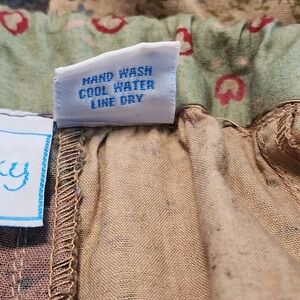 HAND WASH
COOL WATER
LINE DRY